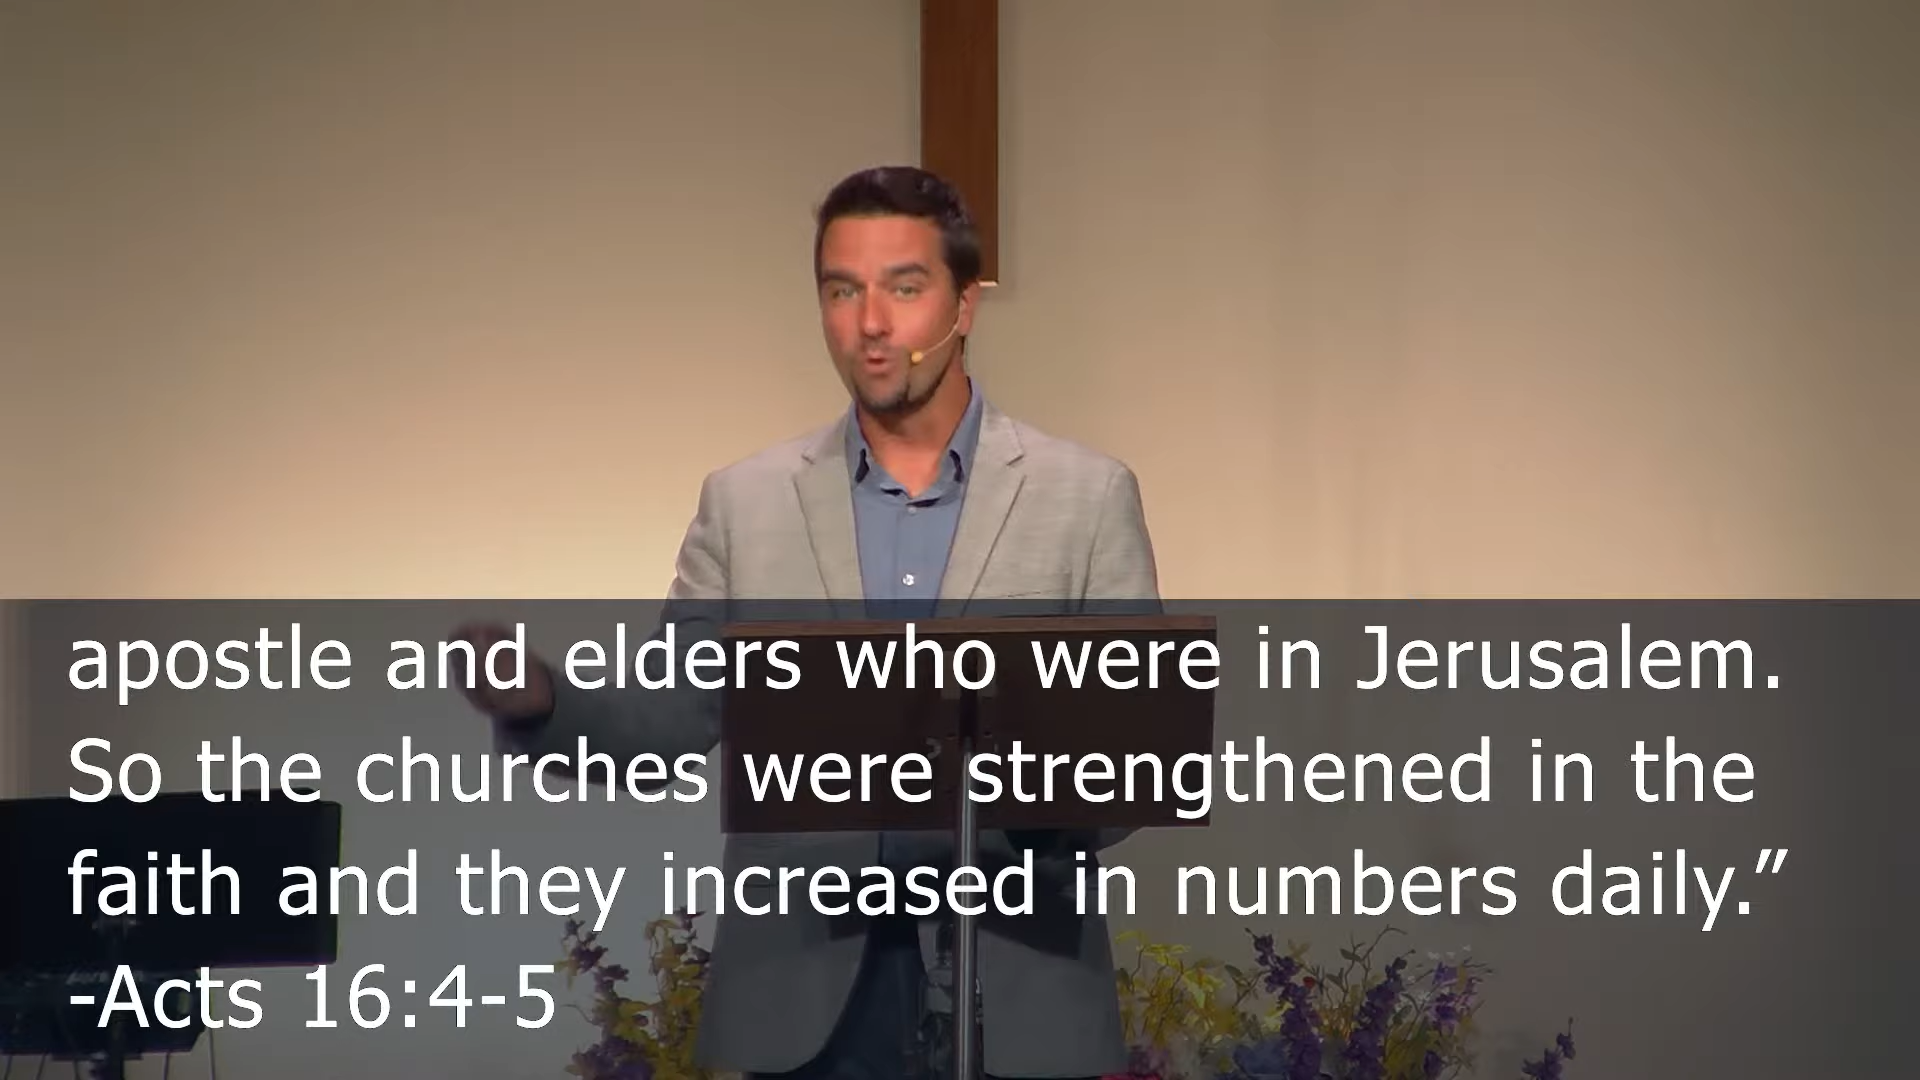 apostle and elders who were in Jerusalem.
So the churches were strengthened in the
faith and they increased in numbers daily.”
-Acts 16:4-5